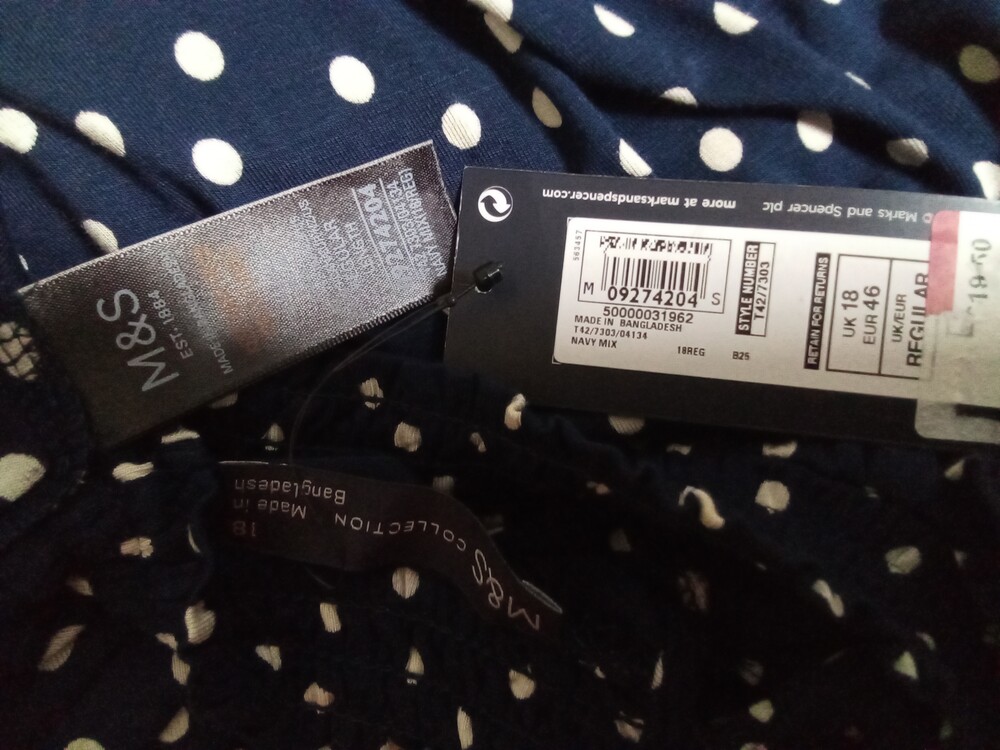 M&S
EST. 1884
09274204
© Marks and Spencer plc
more at marksandspencer.com
563457
M 09274204 S
50000031962
MADE IN BANGLADESH
T42/7303/04134
NAVY MIX 18REG B25
STYLE NUMBER
T42/7303
RETAIN FOR RETURNS
UK 18
EUR 46
UK/EUR
REGULAR
M&S COLLECTION
Made in
Bangladesh
18